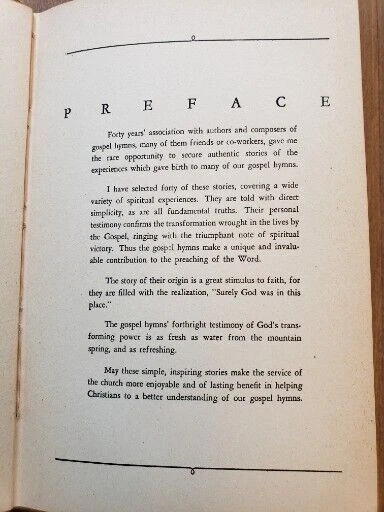 PREFACE
Forty years' association with authors and composers of
gospel hymns, many of them friends or co-workers, gave me
the rare opportunity to secure authentic stories of the
experiences which gave birth to many of our gospel hymns.
I have selected forty of these stories, covering a wide
variety of spiritual experiences. They are told with direct
simplicity, as are all fundamental truths. Their personal
testimony confirms the transformation wrought in the lives by
the Gospel, ringing with the triumphant note of spiritual
victory. Thus the gospel hymns make a unique and invalu-
able contribution to the preaching of the Word.
The story of their origin is a great stimulus to faith, for
they are filled with the realization, "Surely God was in this
place."
The gospel hymns' forthright testimony of God's trans-
forming power is as fresh as water from the mountain
spring, and as refreshing.
May these simple, inspiring stories make the service of
the church more enjoyable and of lasting benefit in helping
Christians to a better understanding of our gospel hymns.